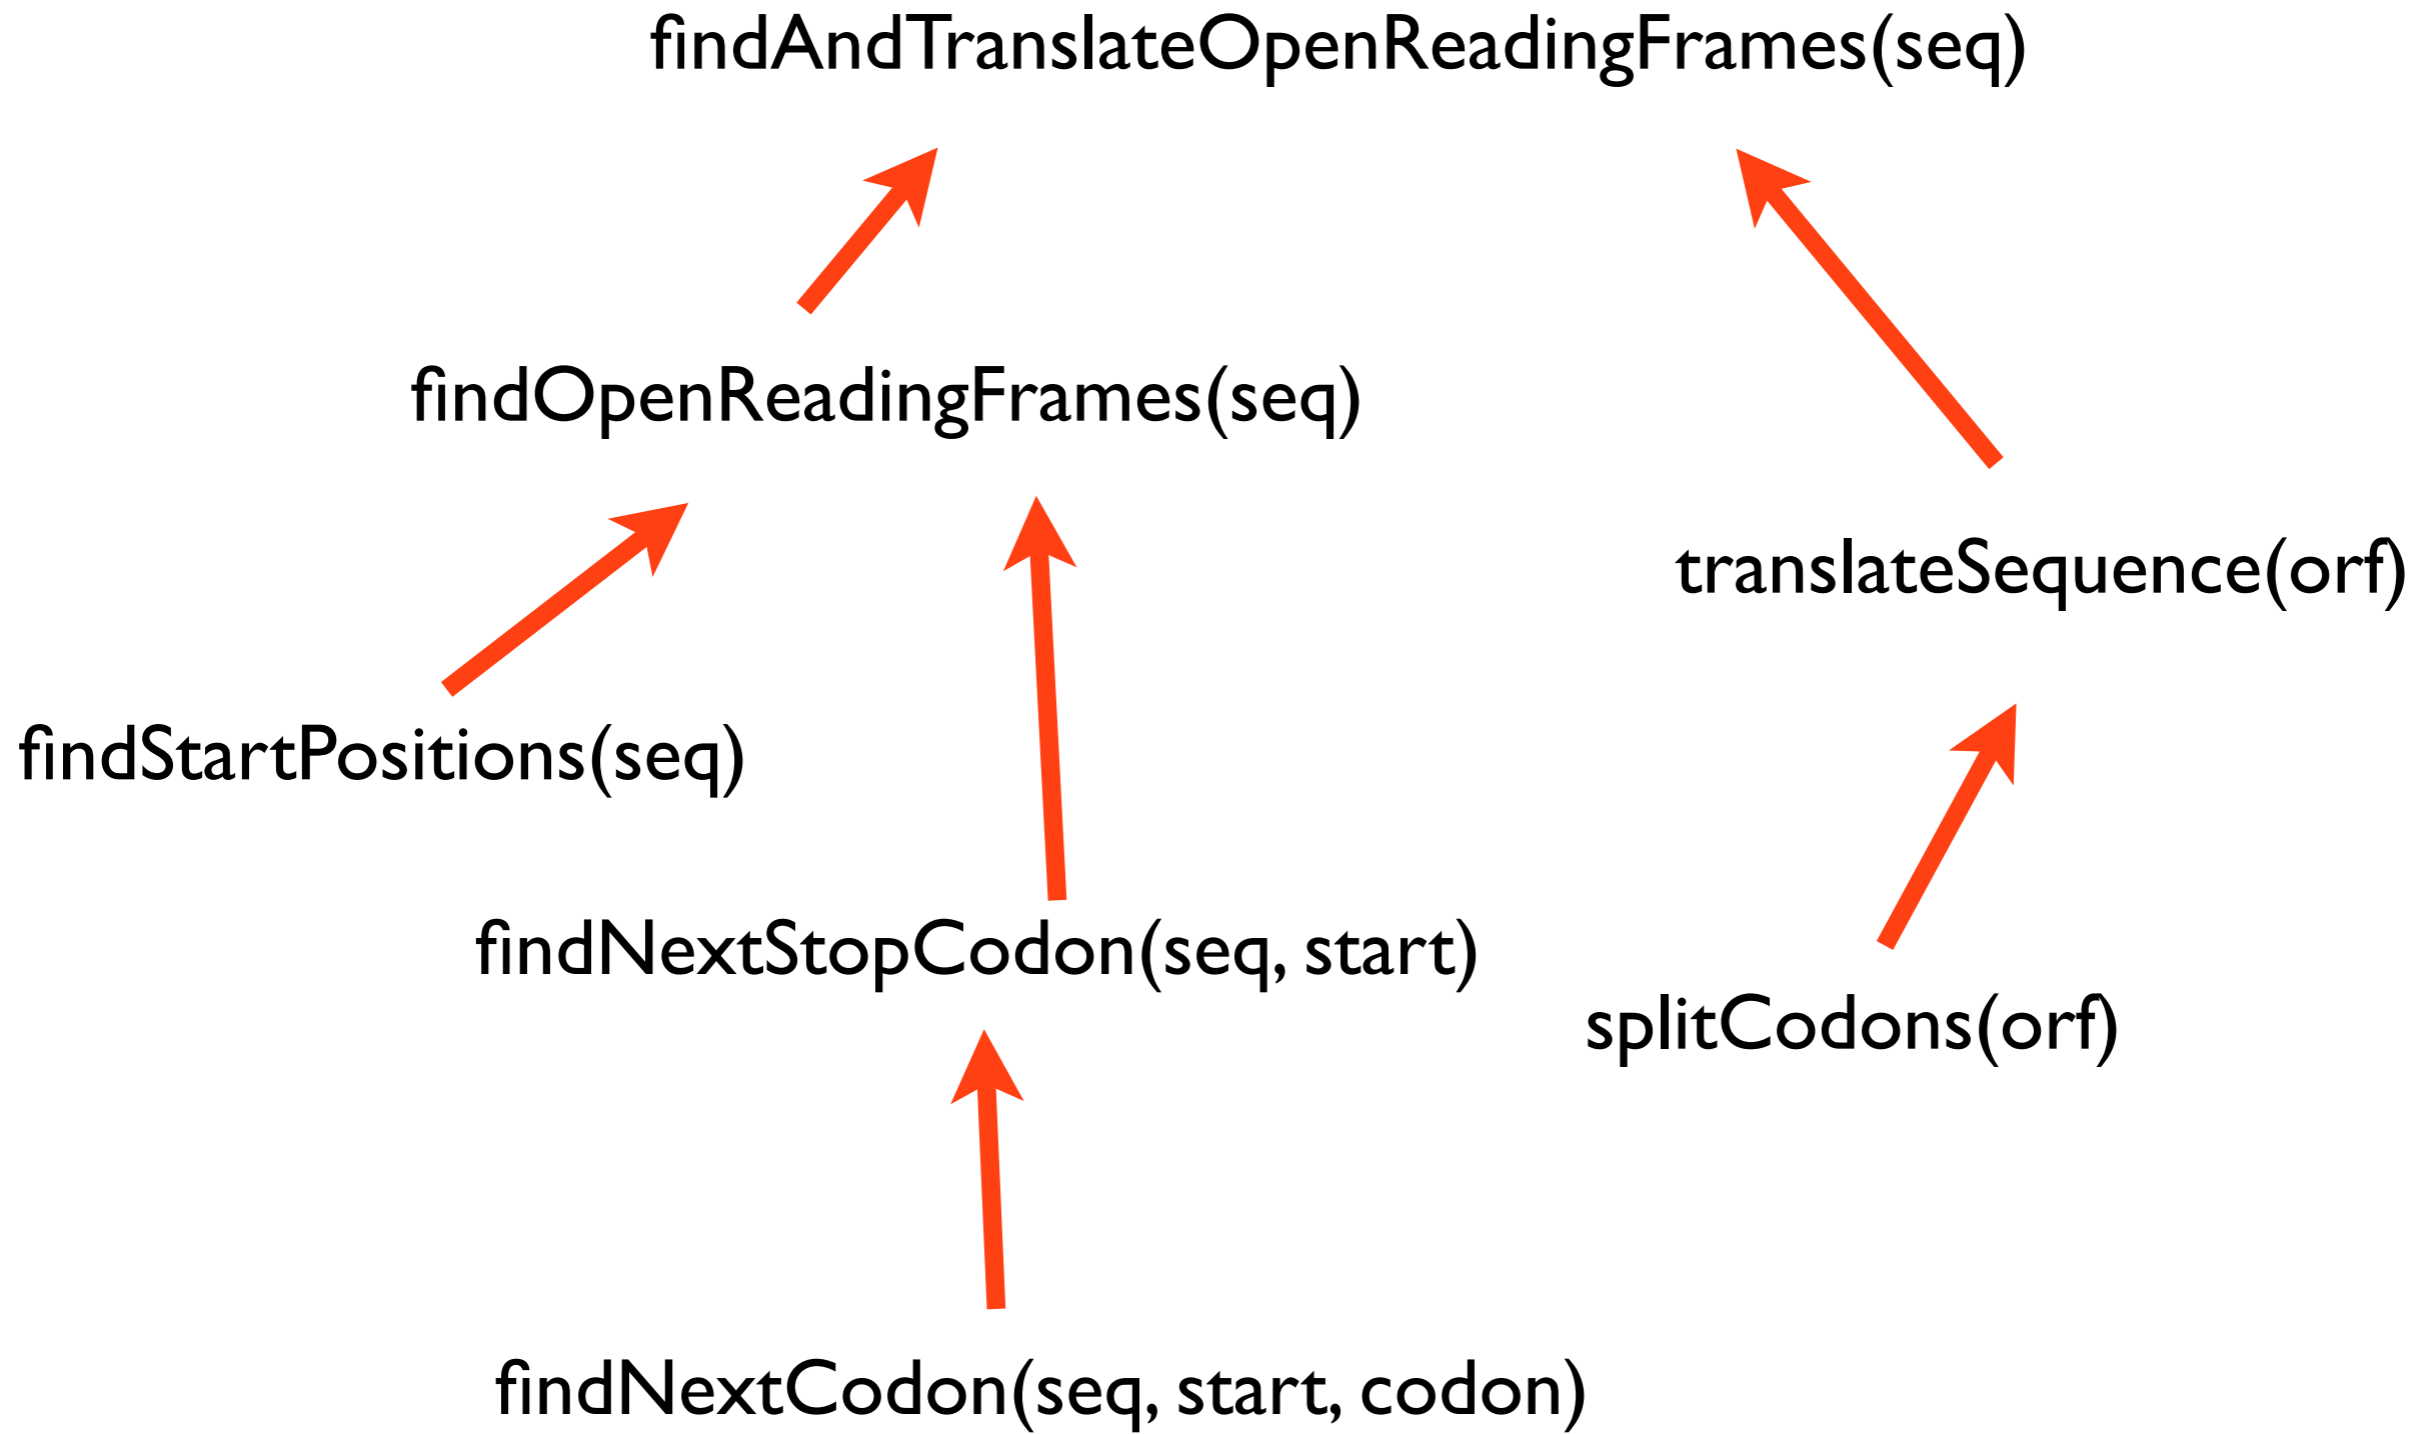 findAndTranslateOpenReadingFrames(seq)
findOpenReadingFrames(seq)
translateSequence(orf)
findStartPositions(seq)
findNextStopCodon(seq, start)
splitCodons(orf)
findNextCodon(seq, start, codon)